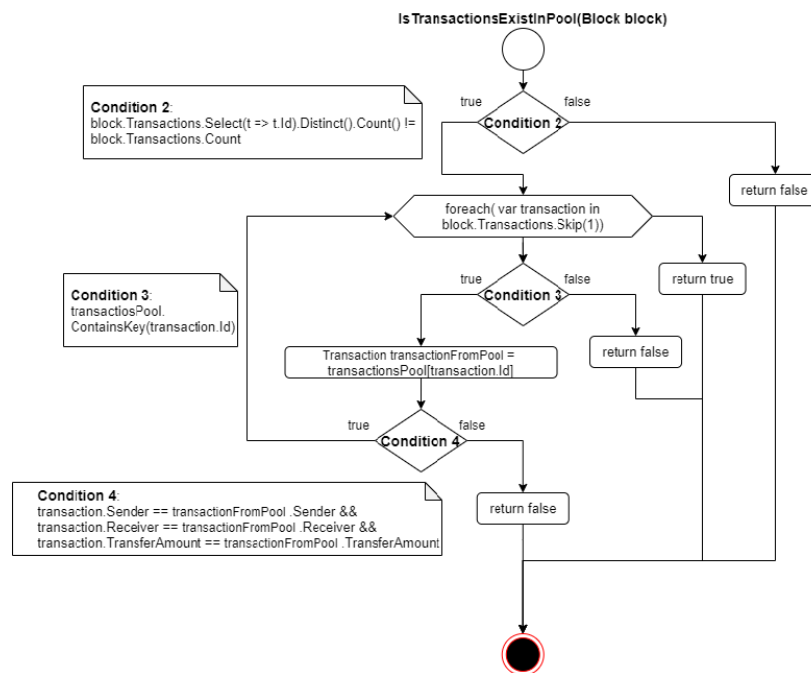 IsTransactionsExistInPool(Block block)
true
false
Condition 2:
block.Transactions.Select(t => t.Id).Distinct().Count() !=
block.Transactions.Count
Condition 2
return false
foreach( var transaction in
block.Transactions.Skip(1))
true
false
return true
Condition 3:
transactiosPool.
ContainsKey(transaction.Id)
Condition 3
return false
Transaction transactionFromPool =
transactionsPool[transaction.Id]
true
false
Condition 4
Condition 4:
transaction.Sender == transactionFromPool .Sender &&
transaction.Receiver == transactionFromPool .Receiver &&
transaction.TransferAmount == transactionFromPool .TransferAmount
return false